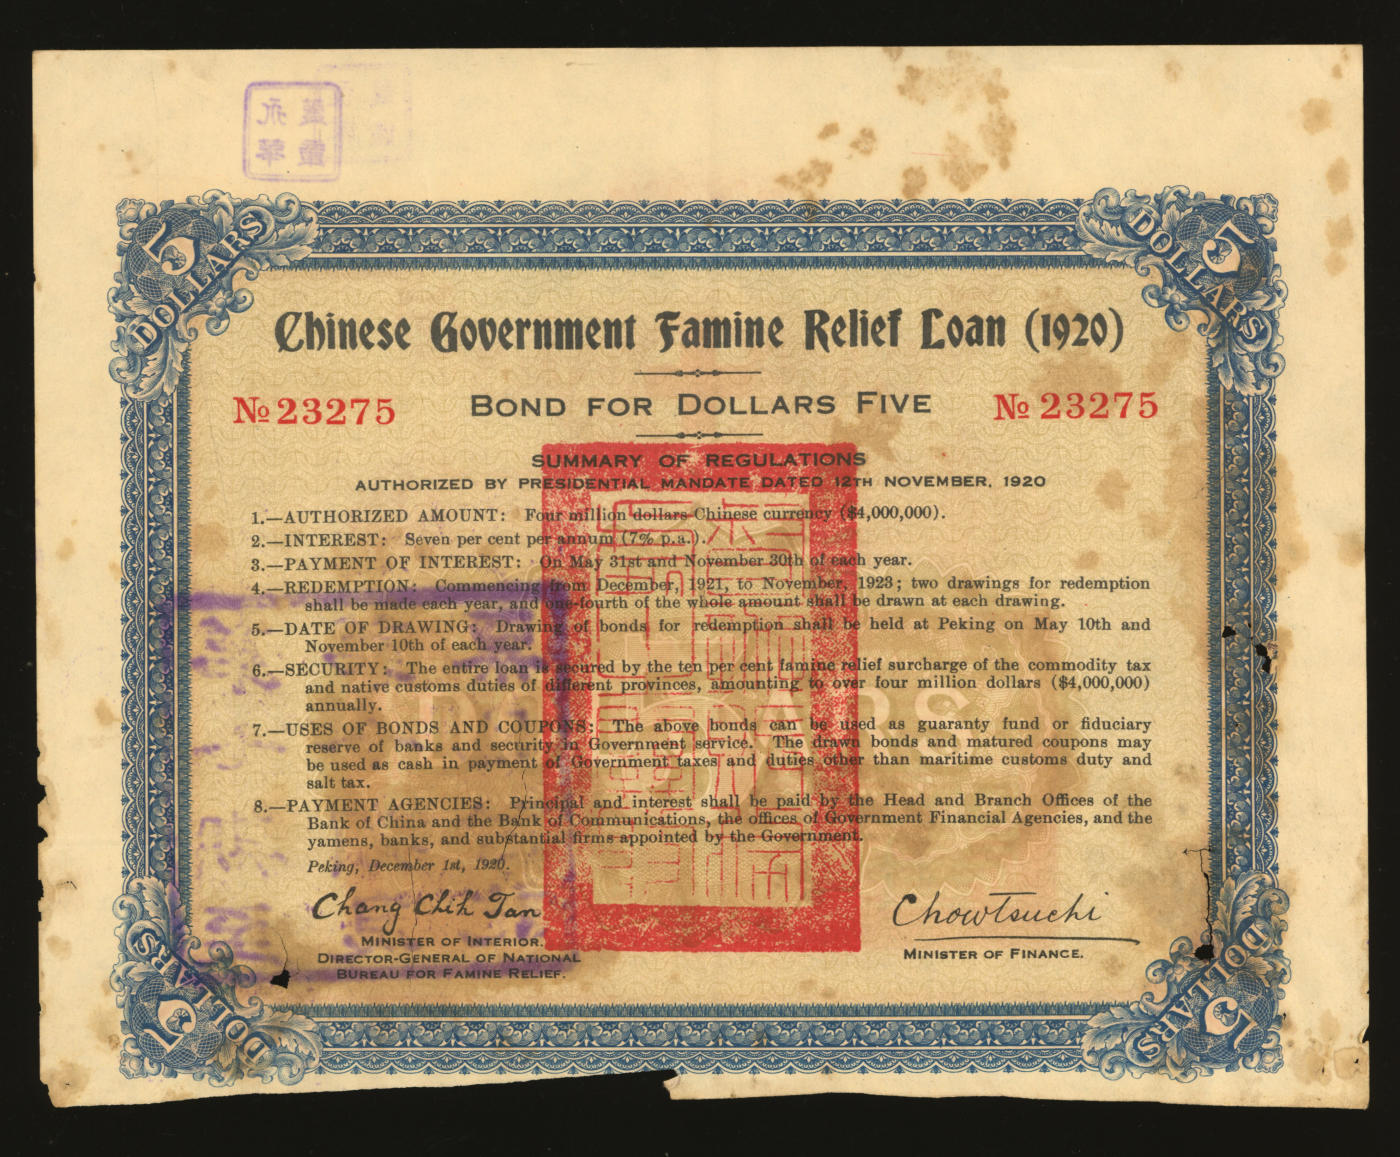 5
DOLLARS
5
DOLLARS
Chinese Government Famine Relief Loan (1920)
BOND FOR DOLLARS FIVE
№ 23275
№ 23275
SUMMARY OF REGULATIONS
AUTHORIZED BY PRESIDENTIAL MANDATE DATED 12TH NOVEMBER, 1920
1.—AUTHORIZED AMOUNT: Four million dollars Chinese currency ($4,000,000).
2.—INTEREST: Seven per cent per annum (7% p.a.).
3.—PAYMENT OF INTEREST: On May 31st and November 30th of each year.
4.—REDEMPTION: Commencing from December, 1921, to November, 1923; two drawings for redemption
shall be made each year, and one-fourth of the whole amount shall be drawn at each drawing.
5.—DATE OF DRAWING: Drawing of bonds for redemption shall be held at Peking on May 10th and
November 10th of each year.
6.—SECURITY: The entire loan is secured by the ten per cent famine relief surcharge of the commodity tax
and native customs duties of different provinces, amounting to over four million dollars ($4,000,000)
annually.
7.—USES OF BONDS AND COUPONS: The above bonds can be used as guaranty fund or fiduciary
reserve of banks and security in Government service. The drawn bonds and matured coupons may
be used as cash in payment of Government taxes and duties other than maritime customs duty and
salt tax.
8.—PAYMENT AGENCIES: Principal and interest shall be paid by the Head and Branch Offices of the
Bank of China and the Bank of Communications, the offices of Government Financial Agencies, and the
yamens, banks, and substantial firms appointed by the Government.
Peking, December 1st, 1920.
Chang Chih Tan
MINISTER OF INTERIOR.
DIRECTOR-GENERAL OF NATIONAL
BUREAU FOR FAMINE RELIEF.
Chow Tsuchi
MINISTER OF FINANCE.
5
DOLLARS
5
DOLLARS